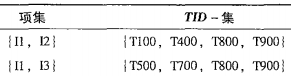 项集 TID－集
{I1，I2} {T100，T400，T800，T900}
{I1，I3} {T500，T700，T800，T900}